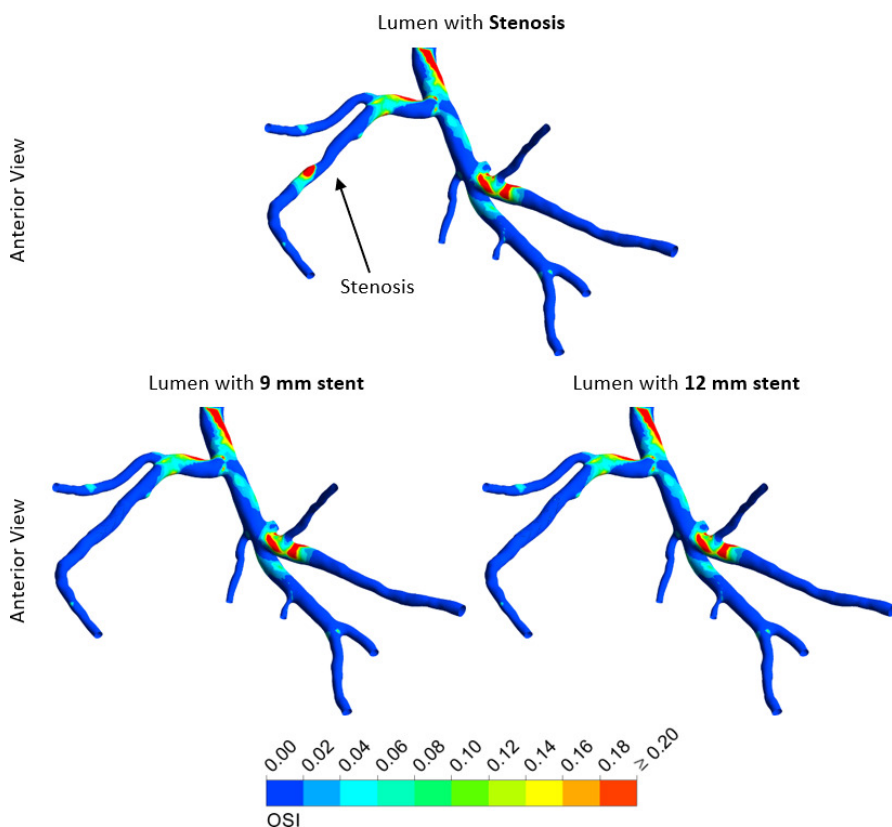 Lumen with Stenosis
Anterior View
Stenosis
Lumen with 9 mm stent
Lumen with 12 mm stent
Anterior View
0.00 0.02 0.04 0.06 0.08 0.10 0.12 0.14 0.16 0.18 ≥ 0.20
OSI